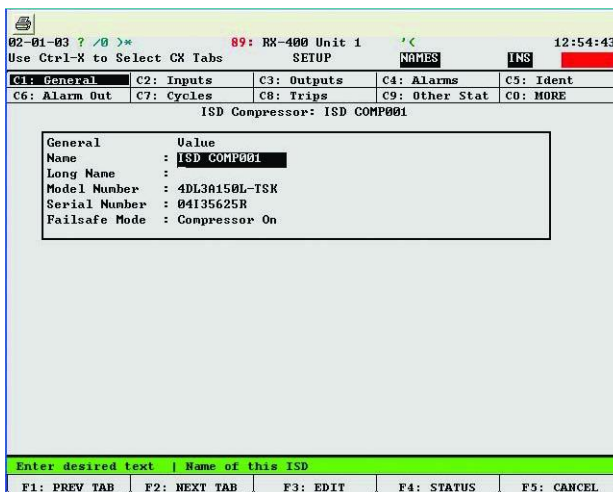 02-01-03 ? /0 >* 89: RX-400 Unit 1 '< 12:54:43
Use Ctrl-X to Select CX Tabs SETUP NAMES INS
C1: General C2: Inputs C3: Outputs C4: Alarms C5: Ident
C6: Alarm Out C7: Cycles C8: Trips C9: Other Stat C0: MORE
ISD Compressor: ISD COMP001
General Value
Name : ISD COMP001
Long Name :
Model Number : 4DL3A150L-TSK
Serial Number : 04I35625R
Failsafe Mode : Compressor On
Enter desired text | Name of this ISD
F1: PREV TAB F2: NEXT TAB F3: EDIT F4: STATUS F5: CANCEL